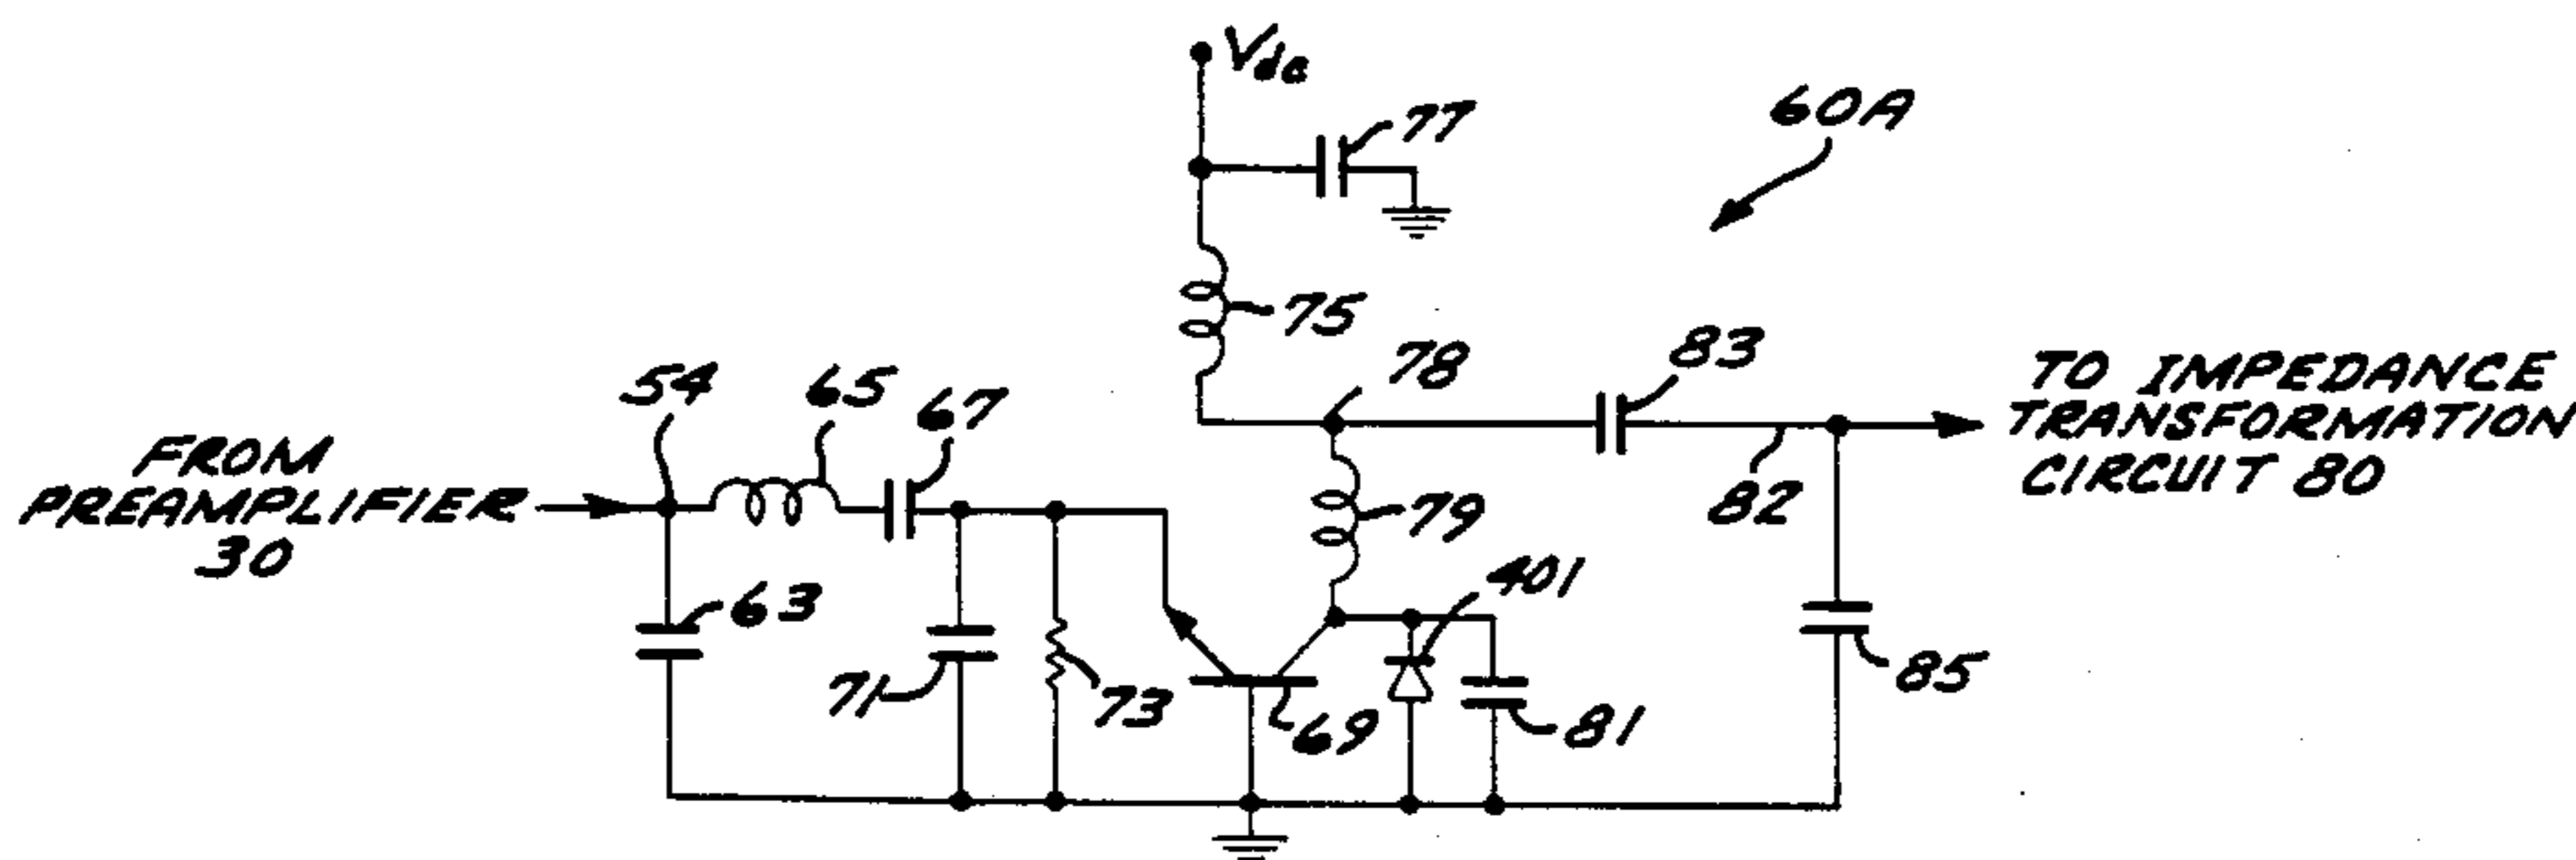 Vdc
77
60A
75
78
83
54
65
67
TO IMPEDANCE
TRANSFORMATION
CIRCUIT 80
FROM
PREAMPLIFIER
30
82
79
401
63
71
73
69
81
85